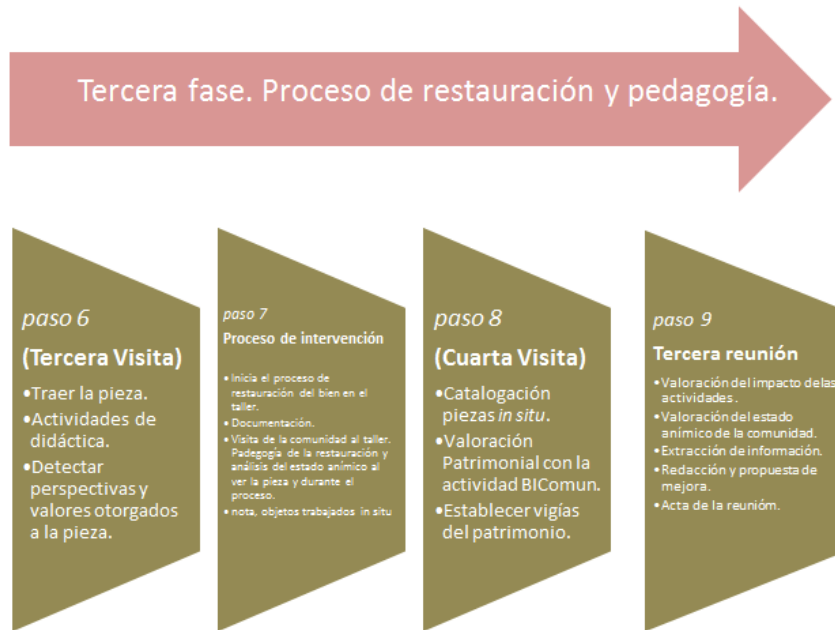 Tercera fase. Proceso de restauración y pedagogía.
paso 6
(Tercera Visita)
•Traer la pieza.
•Actividades de
didáctica.
•Detectar
perspectivas y
valores otorgados
a la pieza.
paso 7
Proceso de intervención
• Inicia el proceso de
restauración del bien en el
taller.
• Documentación.
• Visita de la comunidad al taller.
Padegogía de la restauración y
análisis del estado anímico al
ver la pieza y durante el
proceso.
• nota, objetos trabajados in situ
paso 8
(Cuarta Visita)
•Catalogación
piezas in situ.
•Valoración
Patrimonial con la
actividad BIComun.
•Establecer vigías
del patrimonio.
paso 9
Tercera reunión
•Valoración del impacto delas
actividades.
•Valoración del estado
anímico de la comunidad.
•Extracción de información.
•Redacción y propuesta de
mejora.
•Acta de la reunióm.